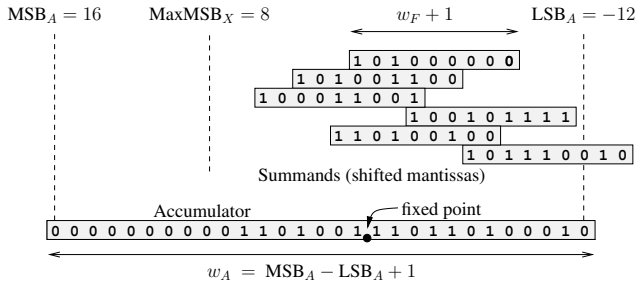 MSB_A = 16
MaxMSB_X = 8
w_F + 1
LSB_A = −12
1 0 1 0 0 0 0 0 0
1 0 1 0 0 1 1 0 0
1 0 0 0 1 1 0 0 1
1 0 0 1 0 1 1 1 1
1 1 0 1 0 0 1 0 0
1 0 1 1 1 0 0 1 0
Summands (shifted mantissas)
Accumulator
fixed point
0 0 0 0 0 0 0 0 0 0 1 1 0 1 0 0 1 1 1 0 1 1 0 1 0 0 0 1 0
w_A = MSB_A − LSB_A + 1